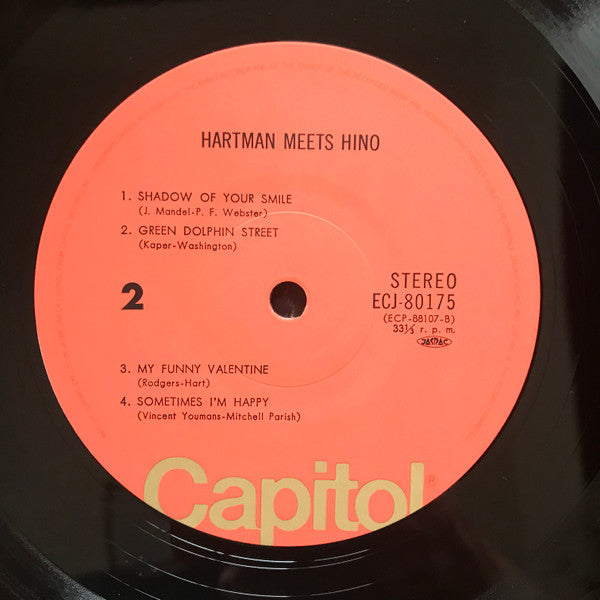 HARTMAN MEETS HINO
1. SHADOW OF YOUR SMILE
(J. Mandel-P. F. Webster)
2. GREEN DOLPHIN STREET
(Kaper-Washington)
2
STEREO
ECJ-80175
(ECP-88107-B)
33⅓ r. p. m.
JASRAC
3. MY FUNNY VALENTINE
(Rodgers-Hart)
4. SOMETIMES I'M HAPPY
(Vincent Youmans-Mitchell Parish)
Capitol®